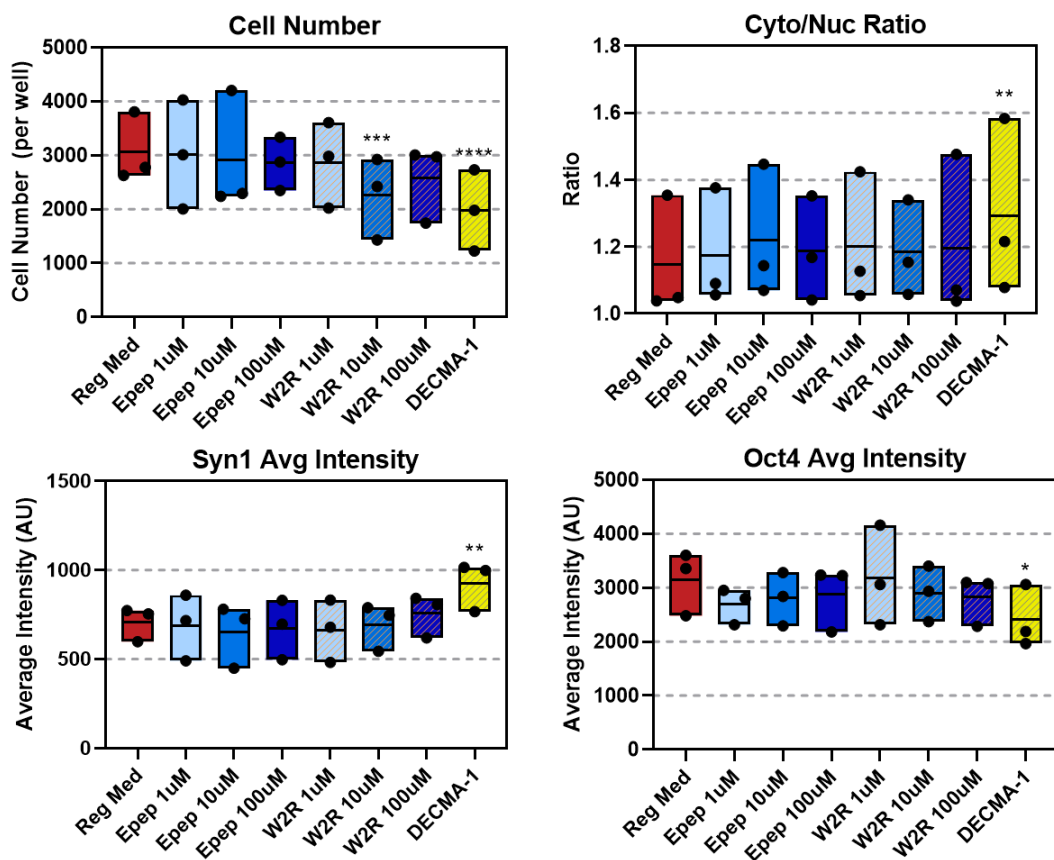 Cell Number
Cell Number (per well)
5000
4000
3000
2000
1000
0
***
****
Reg Med
Epep 1uM
Epep 10uM
Epep 100uM
W2R 1uM
W2R 10uM
W2R 100uM
DECMA-1
Cyto/Nuc Ratio
Ratio
1.8
1.6
1.4
1.2
1.0
**
Reg Med
Epep 1uM
Epep 10uM
Epep 100uM
W2R 1uM
W2R 10uM
W2R 100uM
DECMA-1
Syn1 Avg Intensity
Average Intensity (AU)
1500
1000
500
0
**
Reg Med
Epep 1uM
Epep 10uM
Epep 100uM
W2R 1uM
W2R 10uM
W2R 100uM
DECMA-1
Oct4 Avg Intensity
Average Intensity (AU)
5000
4000
3000
2000
1000
0
*
Reg Med
Epep 1uM
Epep 10uM
Epep 100uM
W2R 1uM
W2R 10uM
W2R 100uM
DECMA-1